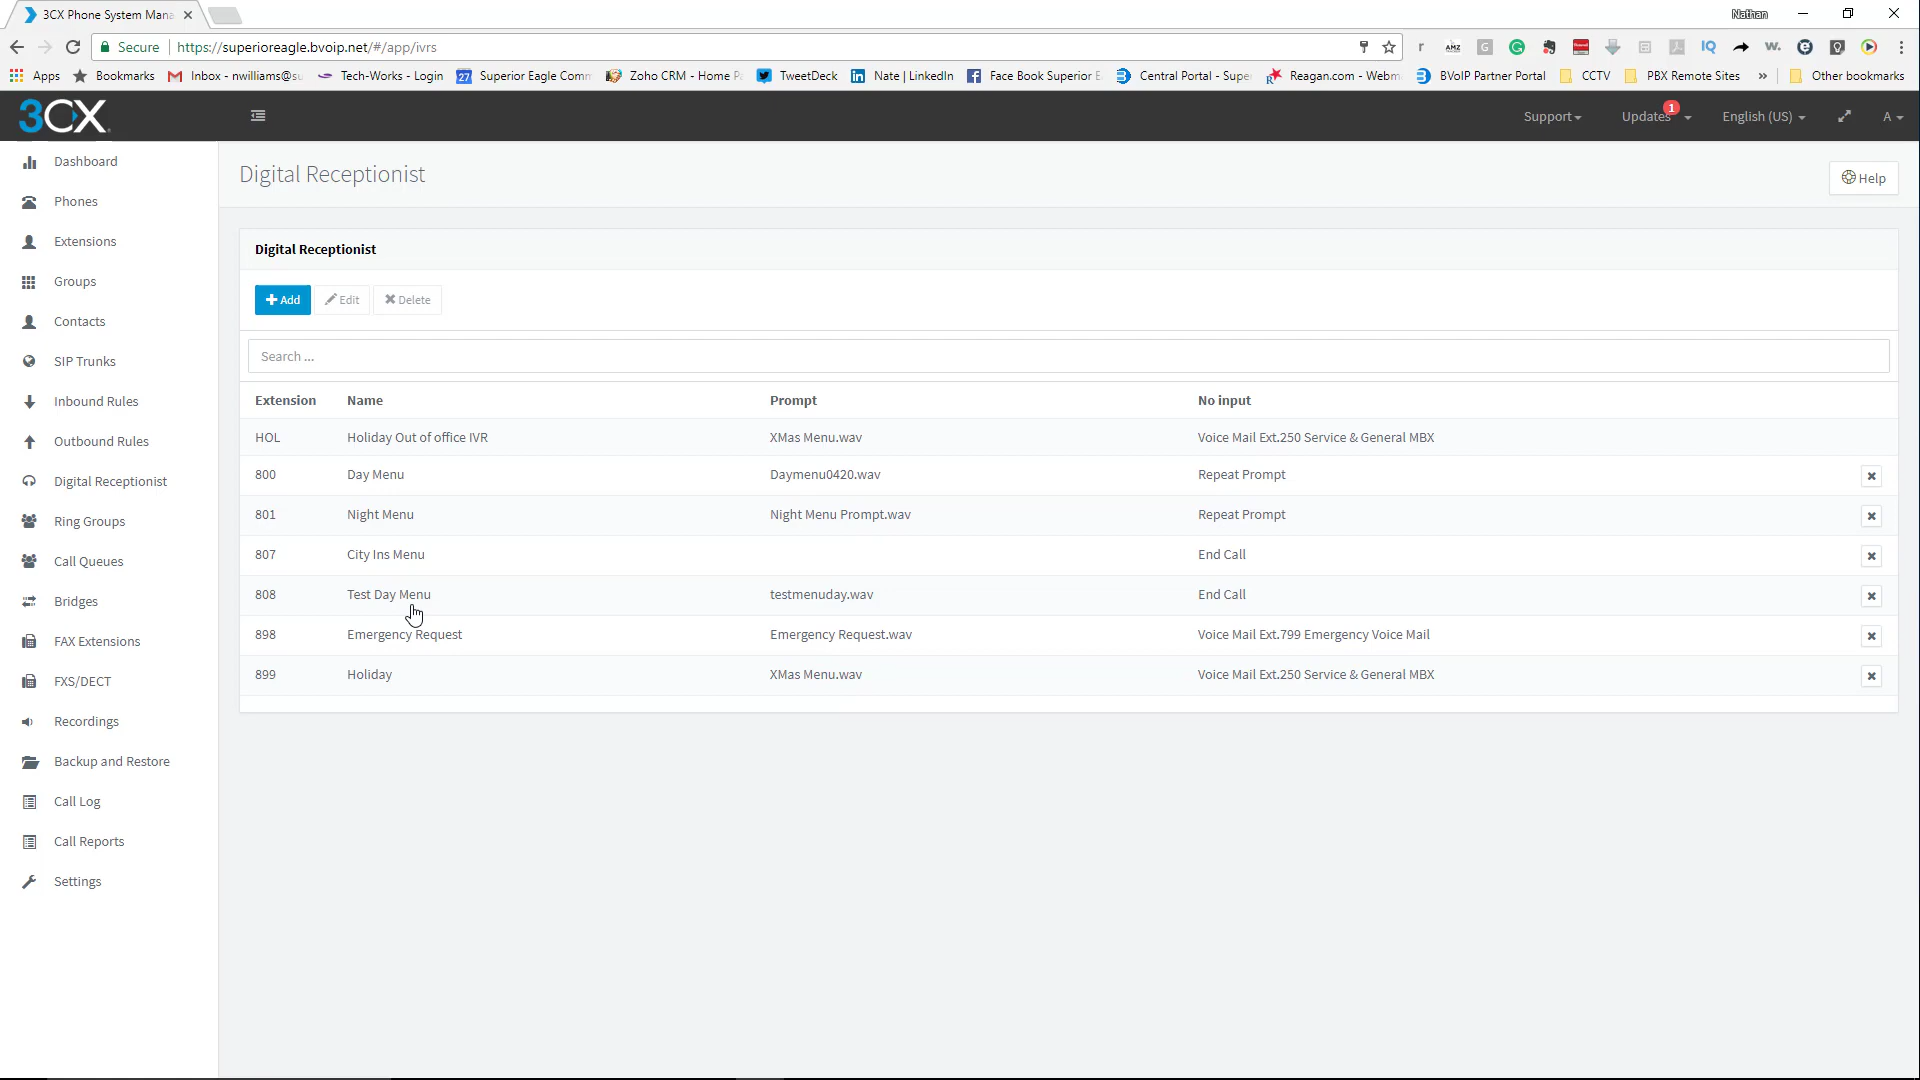 3CX Phone System Mana
Nathan
Secure https://superioreagle.bvoip.net/#/app/ivrs
Apps Bookmarks Inbox - nwilliams@su Tech-Works - Login 27 Superior Eagle Comm Zoho CRM - Home P TweetDeck Nate | LinkedIn Face Book Superior E Central Portal - Supe Reagan.com - Webm BVoIP Partner Portal CCTV PBX Remote Sites » Other bookmarks
3CX Support Updates 1 English (US) A
Dashboard
Phones
Extensions
Groups
Contacts
SIP Trunks
Inbound Rules
Outbound Rules
Digital Receptionist
Ring Groups
Call Queues
Bridges
FAX Extensions
FXS/DECT
Recordings
Backup and Restore
Call Log
Call Reports
Settings
Digital Receptionist
Help
Digital Receptionist
Add Edit Delete
Search ...
Extension Name Prompt No input
HOL Holiday Out of office IVR XMas Menu.wav Voice Mail Ext.250 Service & General MBX
800 Day Menu Daymenu0420.wav Repeat Prompt
801 Night Menu Night Menu Prompt.wav Repeat Prompt
807 City Ins Menu End Call
808 Test Day Menu testmenuday.wav End Call
898 Emergency Request Emergency Request.wav Voice Mail Ext.799 Emergency Voice Mail
899 Holiday XMas Menu.wav Voice Mail Ext.250 Service & General MBX